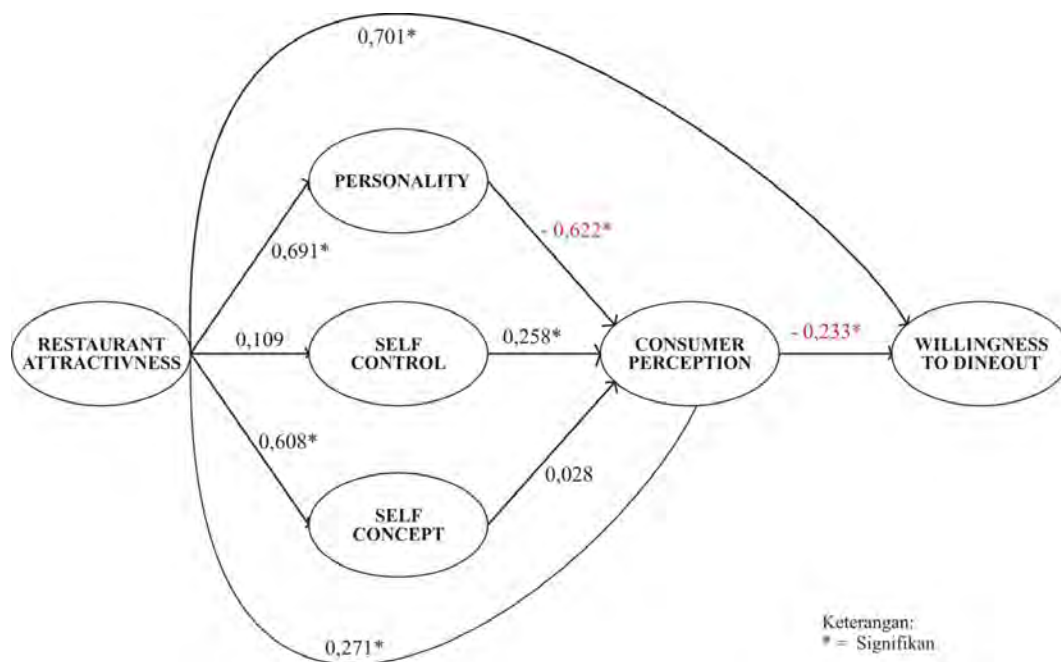 0,701*
PERSONALITY
- 0,622*
0,691*
RESTAURANT
ATTRACTIVNESS
0,109
SELF
CONTROL
0,258*
CONSUMER
PERCEPTION
- 0,233*
WILLINGNESS
TO DINEOUT
0,608*
0,028
SELF
CONCEPT
0,271*
Keterangan:
* = Signifikan